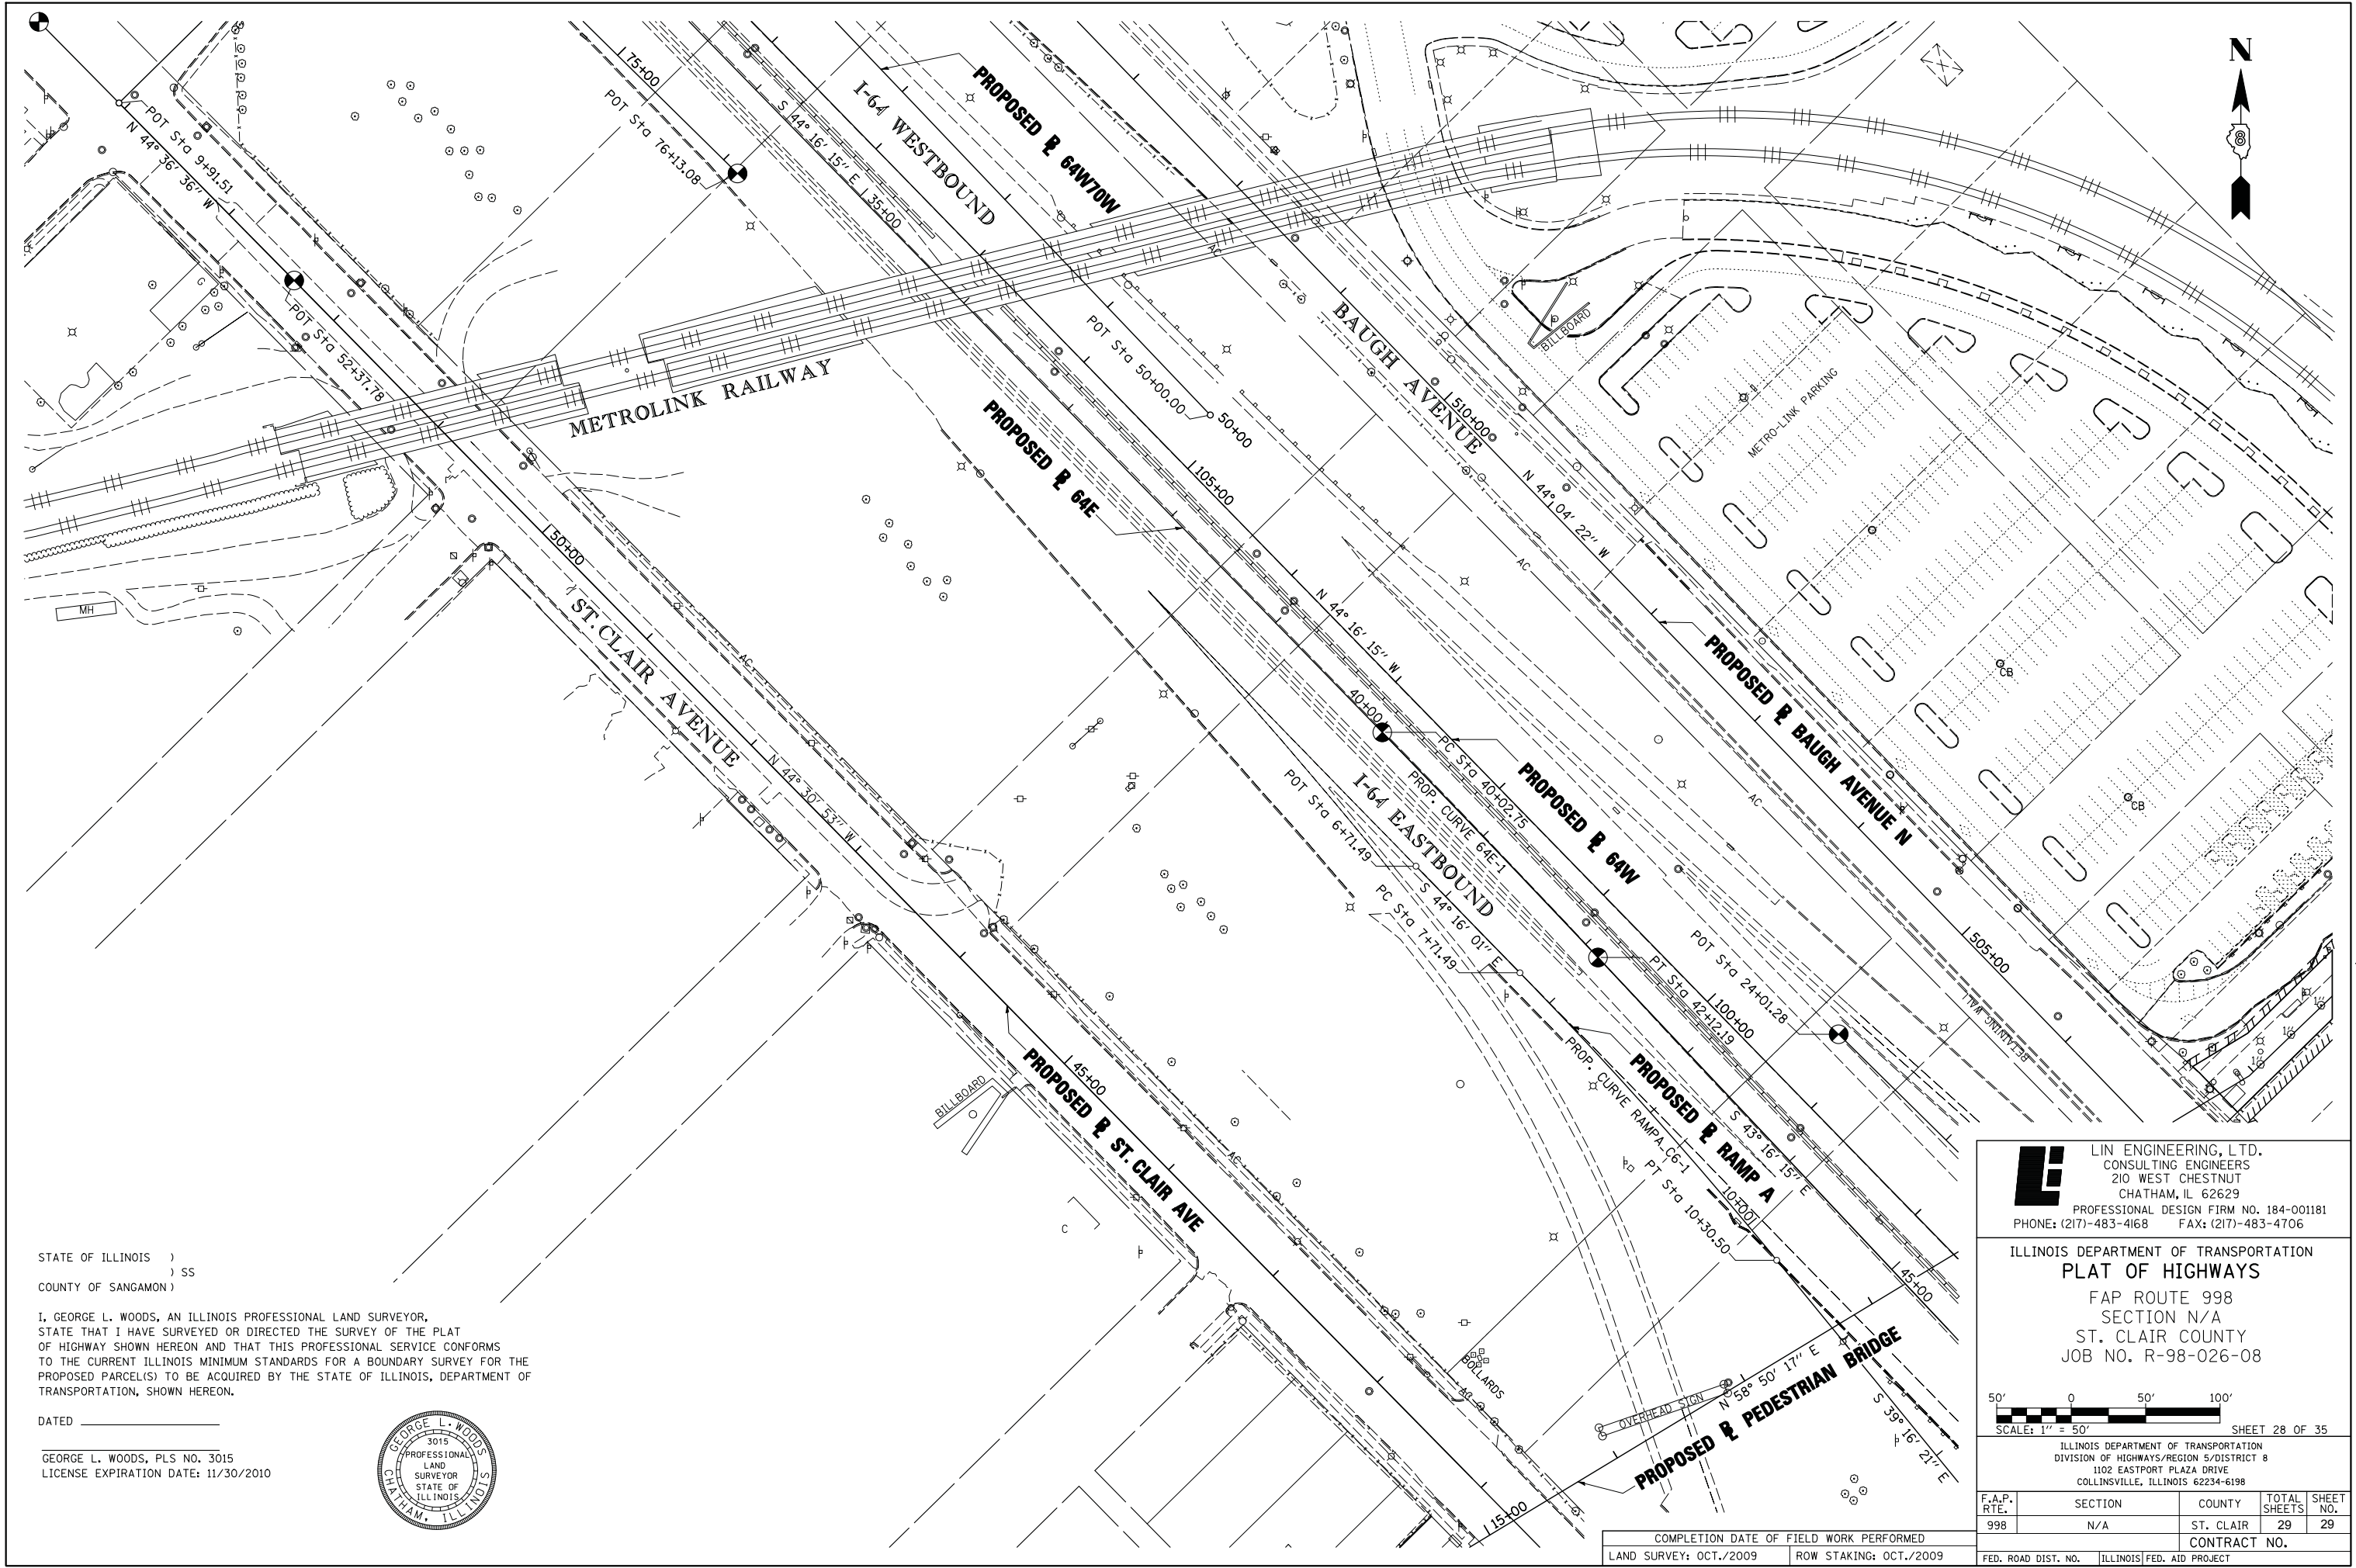 N
8
POT Sta 9+91.51
N 44° 36' 36" W
POT Sta 52+37.78
G
MH
METROLINK RAILWAY
50+00
ST. CLAIR AVENUE
AC
N 44° 30' 53" W
45+00
PROPOSED ℄ ST. CLAIR AVE
BILLBOARD
AC
C
75+00
POT Sta 76+13.08
S 44° 16' 15" E
35+00
I-64 WESTBOUND
PROPOSED ℄ 64W70W
AC
POT Sta 50+00.00
50+00
PROPOSED ℄ 64E
105+00
N 44° 16' 15" W
BAUGH AVENUE
510+00
N 44° 04' 22" W
AC
AC
BILLBOARD
METRO-LINK PARKING
CB
CB
PROPOSED ℄ BAUGH AVENUE N
505+00
RETAINING WALL
1"
1"
1"
40+00
PC Sta 40+02.75
PROP. CURVE 64E-1
I-64 EASTBOUND
PROPOSED ℄ 64W
POT Sta 6+71.49
S 44° 16' 01" E
PC Sta 7+71.49
PT Sta 42+12.19
100+00
POT Sta 24+01.28
PROP. CURVE RAMPA_C6-1
PROPOSED ℄ RAMP A
S 43° 16' 15" E
PT Sta 10+30.50
10+00
45+00
BOLLARDS
AC
OVERHEAD SIGN
N 58° 50' 17" E
PROPOSED ℄ PEDESTRIAN BRIDGE
S 39° 16' 21" E
15+00
STATE OF ILLINOIS )
) SS
COUNTY OF SANGAMON )
I, GEORGE L. WOODS, AN ILLINOIS PROFESSIONAL LAND SURVEYOR,
STATE THAT I HAVE SURVEYED OR DIRECTED THE SURVEY OF THE PLAT
OF HIGHWAY SHOWN HEREON AND THAT THIS PROFESSIONAL SERVICE CONFORMS
TO THE CURRENT ILLINOIS MINIMUM STANDARDS FOR A BOUNDARY SURVEY FOR THE
PROPOSED PARCEL(S) TO BE ACQUIRED BY THE STATE OF ILLINOIS, DEPARTMENT OF
TRANSPORTATION, SHOWN HEREON.
DATED
GEORGE L. WOODS, PLS NO. 3015
LICENSE EXPIRATION DATE: 11/30/2010
GEORGE L. WOODS
3015
PROFESSIONAL
LAND
SURVEYOR
STATE OF
ILLINOIS
CHATHAM, ILLINOIS
LIN ENGINEERING, LTD.
CONSULTING ENGINEERS
210 WEST CHESTNUT
CHATHAM, IL 62629
PROFESSIONAL DESIGN FIRM NO. 184-001181
PHONE: (217)-483-4168 FAX: (217)-483-4706
ILLINOIS DEPARTMENT OF TRANSPORTATION
PLAT OF HIGHWAYS
FAP ROUTE 998
SECTION N/A
ST. CLAIR COUNTY
JOB NO. R-98-026-08
50' 0 50' 100'
SCALE: 1" = 50' SHEET 28 OF 35
ILLINOIS DEPARTMENT OF TRANSPORTATION
DIVISION OF HIGHWAYS/REGION 5/DISTRICT 8
1102 EASTPORT PLAZA DRIVE
COLLINSVILLE, ILLINOIS 62234-6198
F.A.P. RTE. SECTION COUNTY TOTAL SHEETS SHEET NO.
998 N/A ST. CLAIR 29 29
CONTRACT NO.
FED. ROAD DIST. NO. ILLINOIS FED. AID PROJECT
COMPLETION DATE OF FIELD WORK PERFORMED
LAND SURVEY: OCT./2009 ROW STAKING: OCT./2009